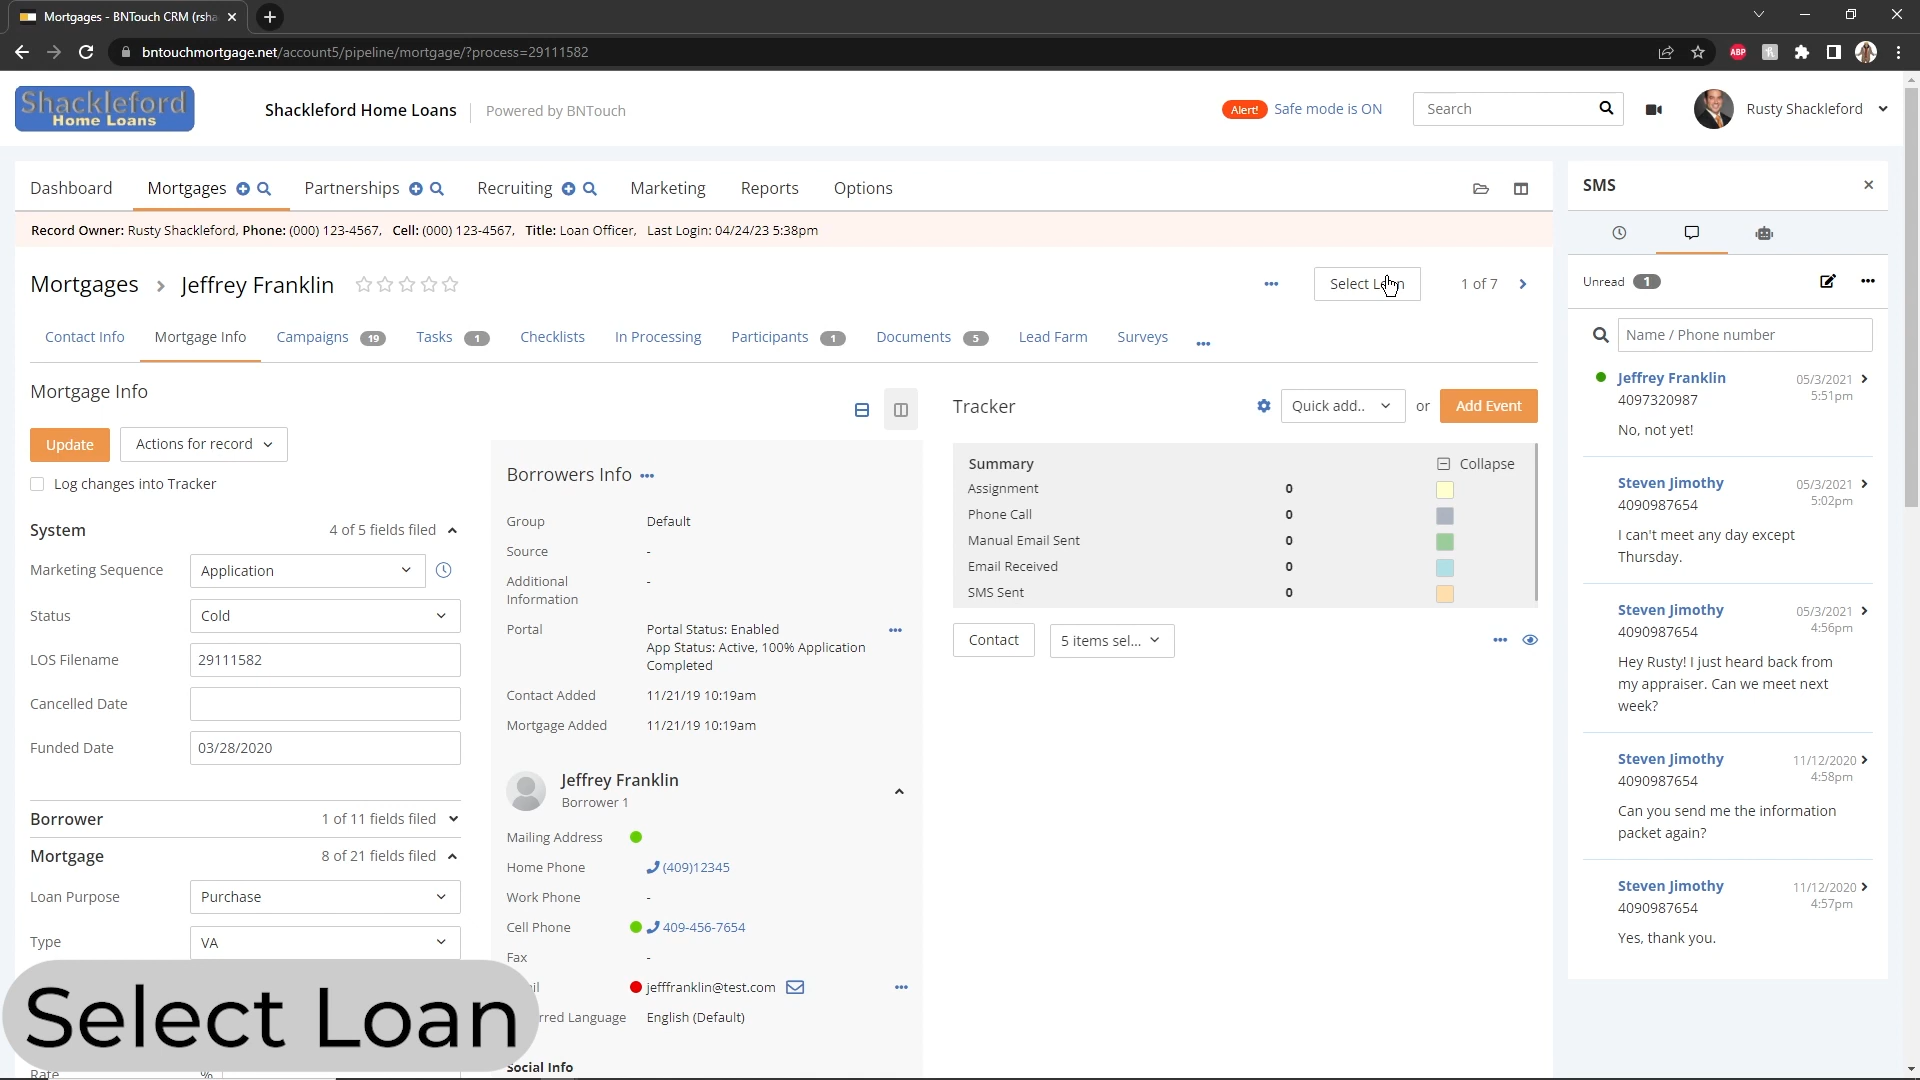 Mortgages - BNTouch CRM (rsha
bntouchmortgage.net/account5/pipeline/mortgage/?process=29111582
ABP
Shackleford
Home Loans
Shackleford Home Loans
Powered by BNTouch
Alert!
Safe mode is ON
Search
Rusty Shackleford
Dashboard
Mortgages
Partnerships
Recruiting
Marketing
Reports
Options
Record Owner: Rusty Shackleford, Phone: (000) 123-4567, Cell: (000) 123-4567, Title: Loan Officer, Last Login: 04/24/23 5:38pm
Mortgages > Jeffrey Franklin
Select Loan
1 of 7
Contact Info
Mortgage Info
Campaigns 19
Tasks 1
Checklists
In Processing
Participants 1
Documents 5
Lead Farm
Surveys
Mortgage Info
Update
Actions for record
Log changes into Tracker
System
4 of 5 fields filed
Marketing Sequence
Application
Status
Cold
LOS Filename
29111582
Cancelled Date
Funded Date
03/28/2020
Borrower
1 of 11 fields filed
Mortgage
8 of 21 fields filed
Loan Purpose
Purchase
Type
VA
Rate
%
Select Loan
Borrowers Info
Group
Default
Source
-
Additional
Information
-
Portal
Portal Status: Enabled
App Status: Active, 100% Application
Completed
Contact Added
11/21/19 10:19am
Mortgage Added
11/21/19 10:19am
Jeffrey Franklin
Borrower 1
Mailing Address
Home Phone
(409)12345
Work Phone
-
Cell Phone
409-456-7654
Fax
-
il
jefffranklin@test.com
rred Language
English (Default)
Social Info
Tracker
Quick add..
or
Add Event
Summary
Collapse
Assignment 0
Phone Call 0
Manual Email Sent 0
Email Received 0
SMS Sent 0
Contact
5 items sel...
SMS
Unread 1
Name / Phone number
Jeffrey Franklin
05/3/2021
4097320987
5:51pm
No, not yet!
Steven Jimothy
05/3/2021
4090987654
5:02pm
I can't meet any day except
Thursday.
Steven Jimothy
05/3/2021
4090987654
4:56pm
Hey Rusty! I just heard back from
my appraiser. Can we meet next
week?
Steven Jimothy
11/12/2020
4090987654
4:58pm
Can you send me the information
packet again?
Steven Jimothy
11/12/2020
4090987654
4:57pm
Yes, thank you.